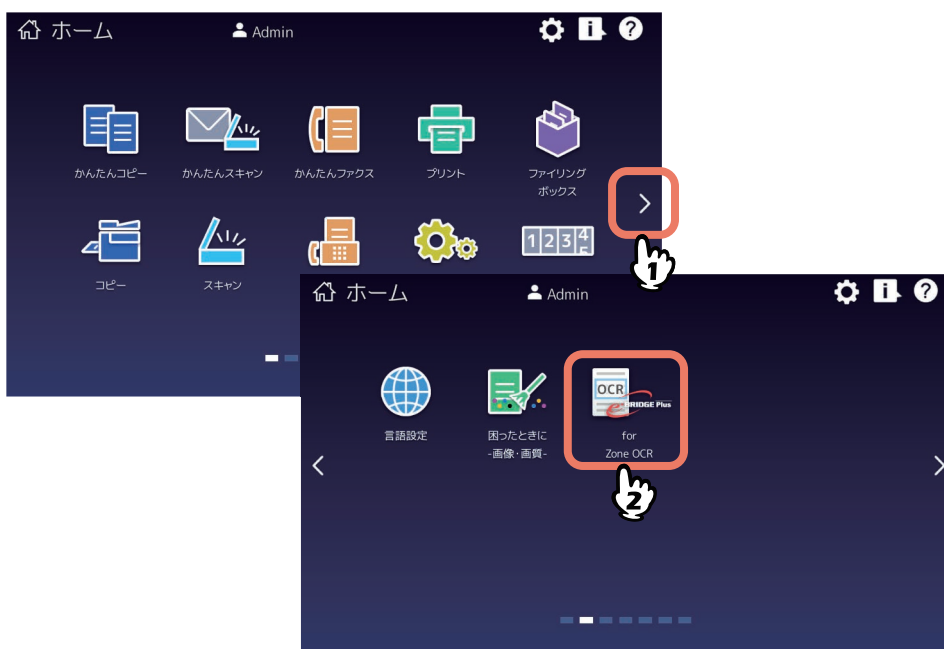 ホーム
Admin
i
?
かんたんコピー
かんたんスキャン
かんたんファクス
プリント
ファイリング
ボックス
1234
コピー
スキャン
1
ホーム
Admin
i
?
OCR
e-BRIDGE Plus
言語設定
困ったときに
-画像・画質-
for
Zone OCR
2